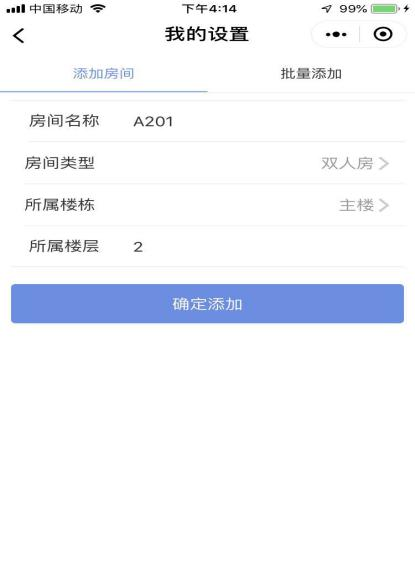 中国移动 下午4:14 99%
我的设置
添加房间 批量添加
房间名称 A201
房间类型 双人房
所属楼栋 主楼
所属楼层 2
确定添加